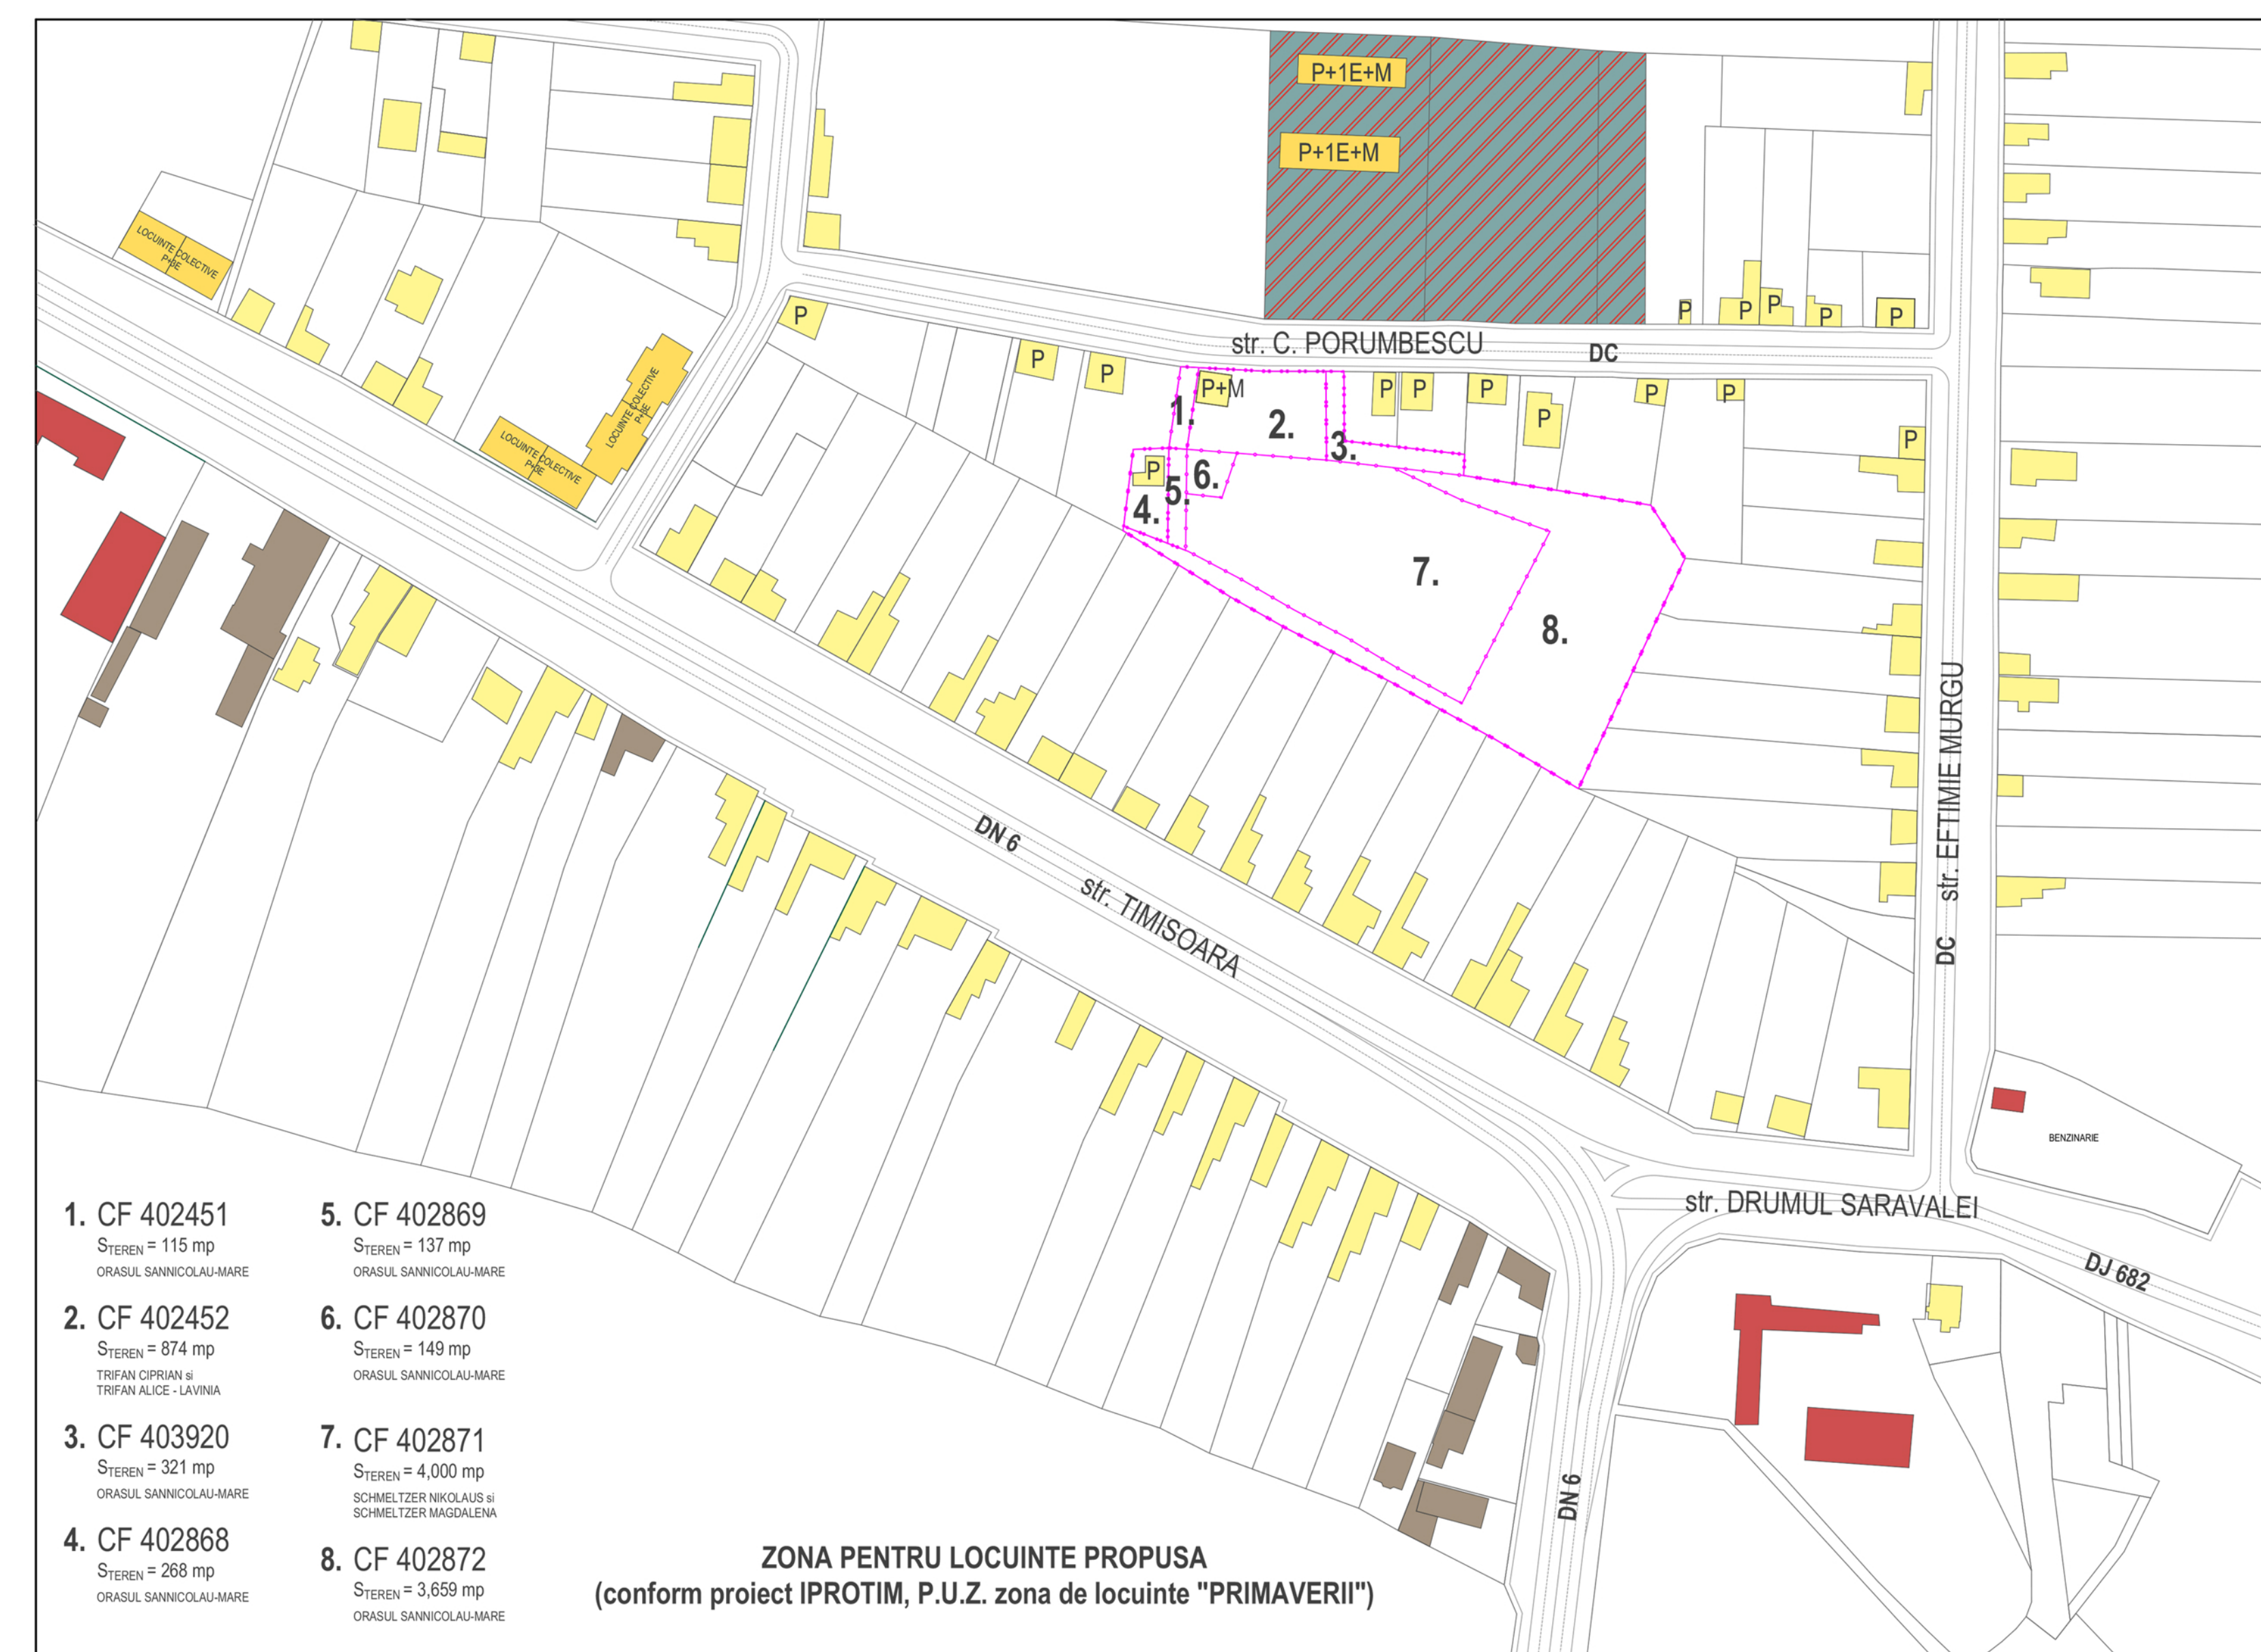 P+1E+M
P+1E+M
LOCUINTE COLECTIVE
P+3E
LOCUINTE COLECTIVE
P+3E
LOCUINTE COLECTIVE
P+3E
P
P
P
P
P
P
str. C. PORUMBESCU
DC
P
P
P
P+M
P
P
P
P
P
P
P
1.
2.
3.
P
4.
5.
6.
7.
8.
DN 6
str. TIMISOARA
str. EFTIMIE MURGU
DC
BENZINARIE
str. DRUMUL SARAVALEI
DJ 682
DN 6
1. CF 402451
STEREN = 115 mp
ORASUL SANNICOLAU-MARE
2. CF 402452
STEREN = 874 mp
TRIFAN CIPRIAN si
TRIFAN ALICE - LAVINIA
3. CF 403920
STEREN = 321 mp
ORASUL SANNICOLAU-MARE
4. CF 402868
STEREN = 268 mp
ORASUL SANNICOLAU-MARE
5. CF 402869
STEREN = 137 mp
ORASUL SANNICOLAU-MARE
6. CF 402870
STEREN = 149 mp
ORASUL SANNICOLAU-MARE
7. CF 402871
STEREN = 4,000 mp
SCHMELTZER NIKOLAUS si
SCHMELTZER MAGDALENA
8. CF 402872
STEREN = 3,659 mp
ORASUL SANNICOLAU-MARE
ZONA PENTRU LOCUINTE PROPUSA
(conform proiect IPROTIM, P.U.Z. zona de locuinte "PRIMAVERII")